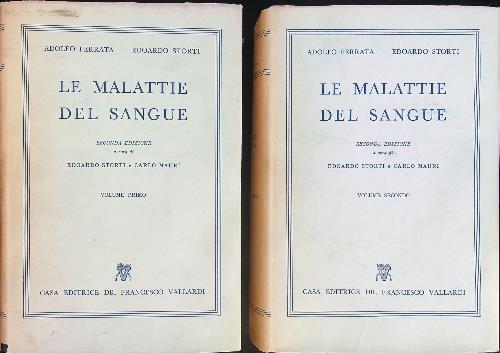 ADOLFO FERRATA EDOARDO STORTI
LE MALATTIE
DEL SANGUE
SECONDA EDIZIONE
a cura di
EDOARDO STORTI e CARLO MAURI
VOLUME PRIMO
CASA EDITRICE DR. FRANCESCO VALLARDI
ADOLFO FERRATA EDOARDO STORTI
LE MALATTIE
DEL SANGUE
SECONDA EDIZIONE
a cura di
EDOARDO STORTI e CARLO MAURI
VOLUME SECONDO
CASA EDITRICE DR. FRANCESCO VALLARDI